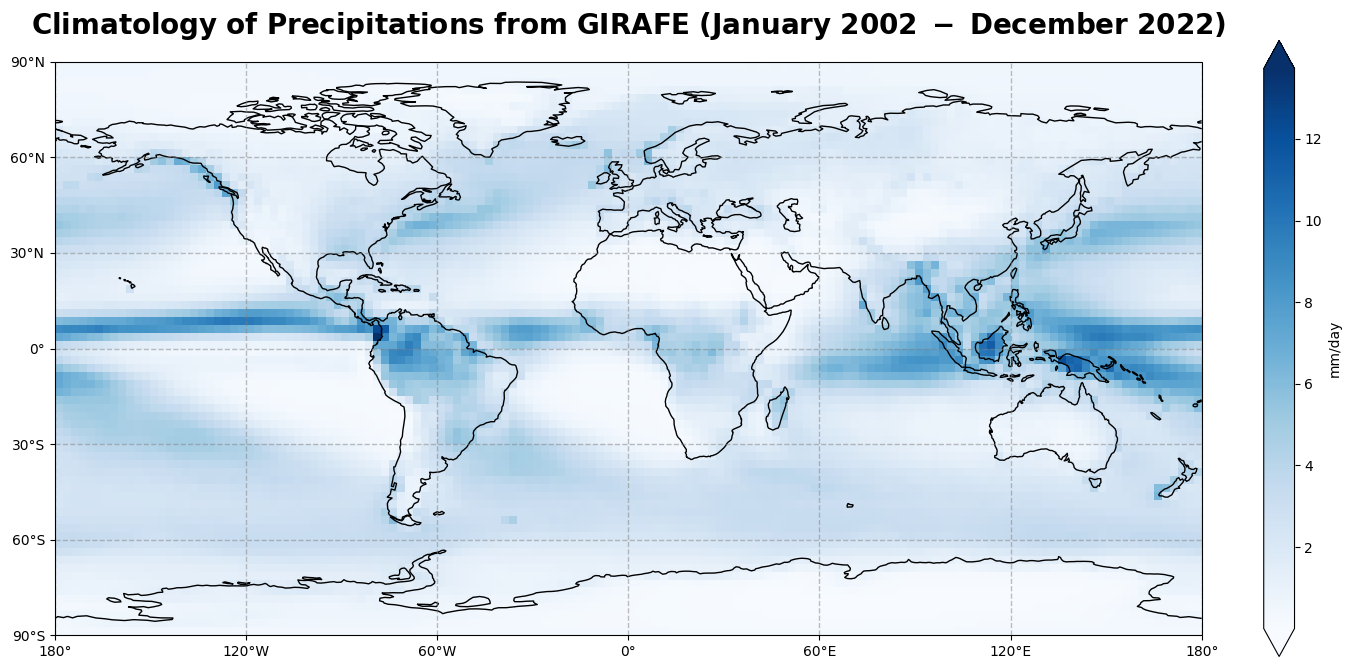 Climatology of Precipitations from GIRAFE (January 2002 − December 2022)
90°N
60°N
30°N
0°
30°S
60°S
90°S
180°
120°W
60°W
0°
60°E
120°E
180°
12
10
8
6
4
2
mm/day